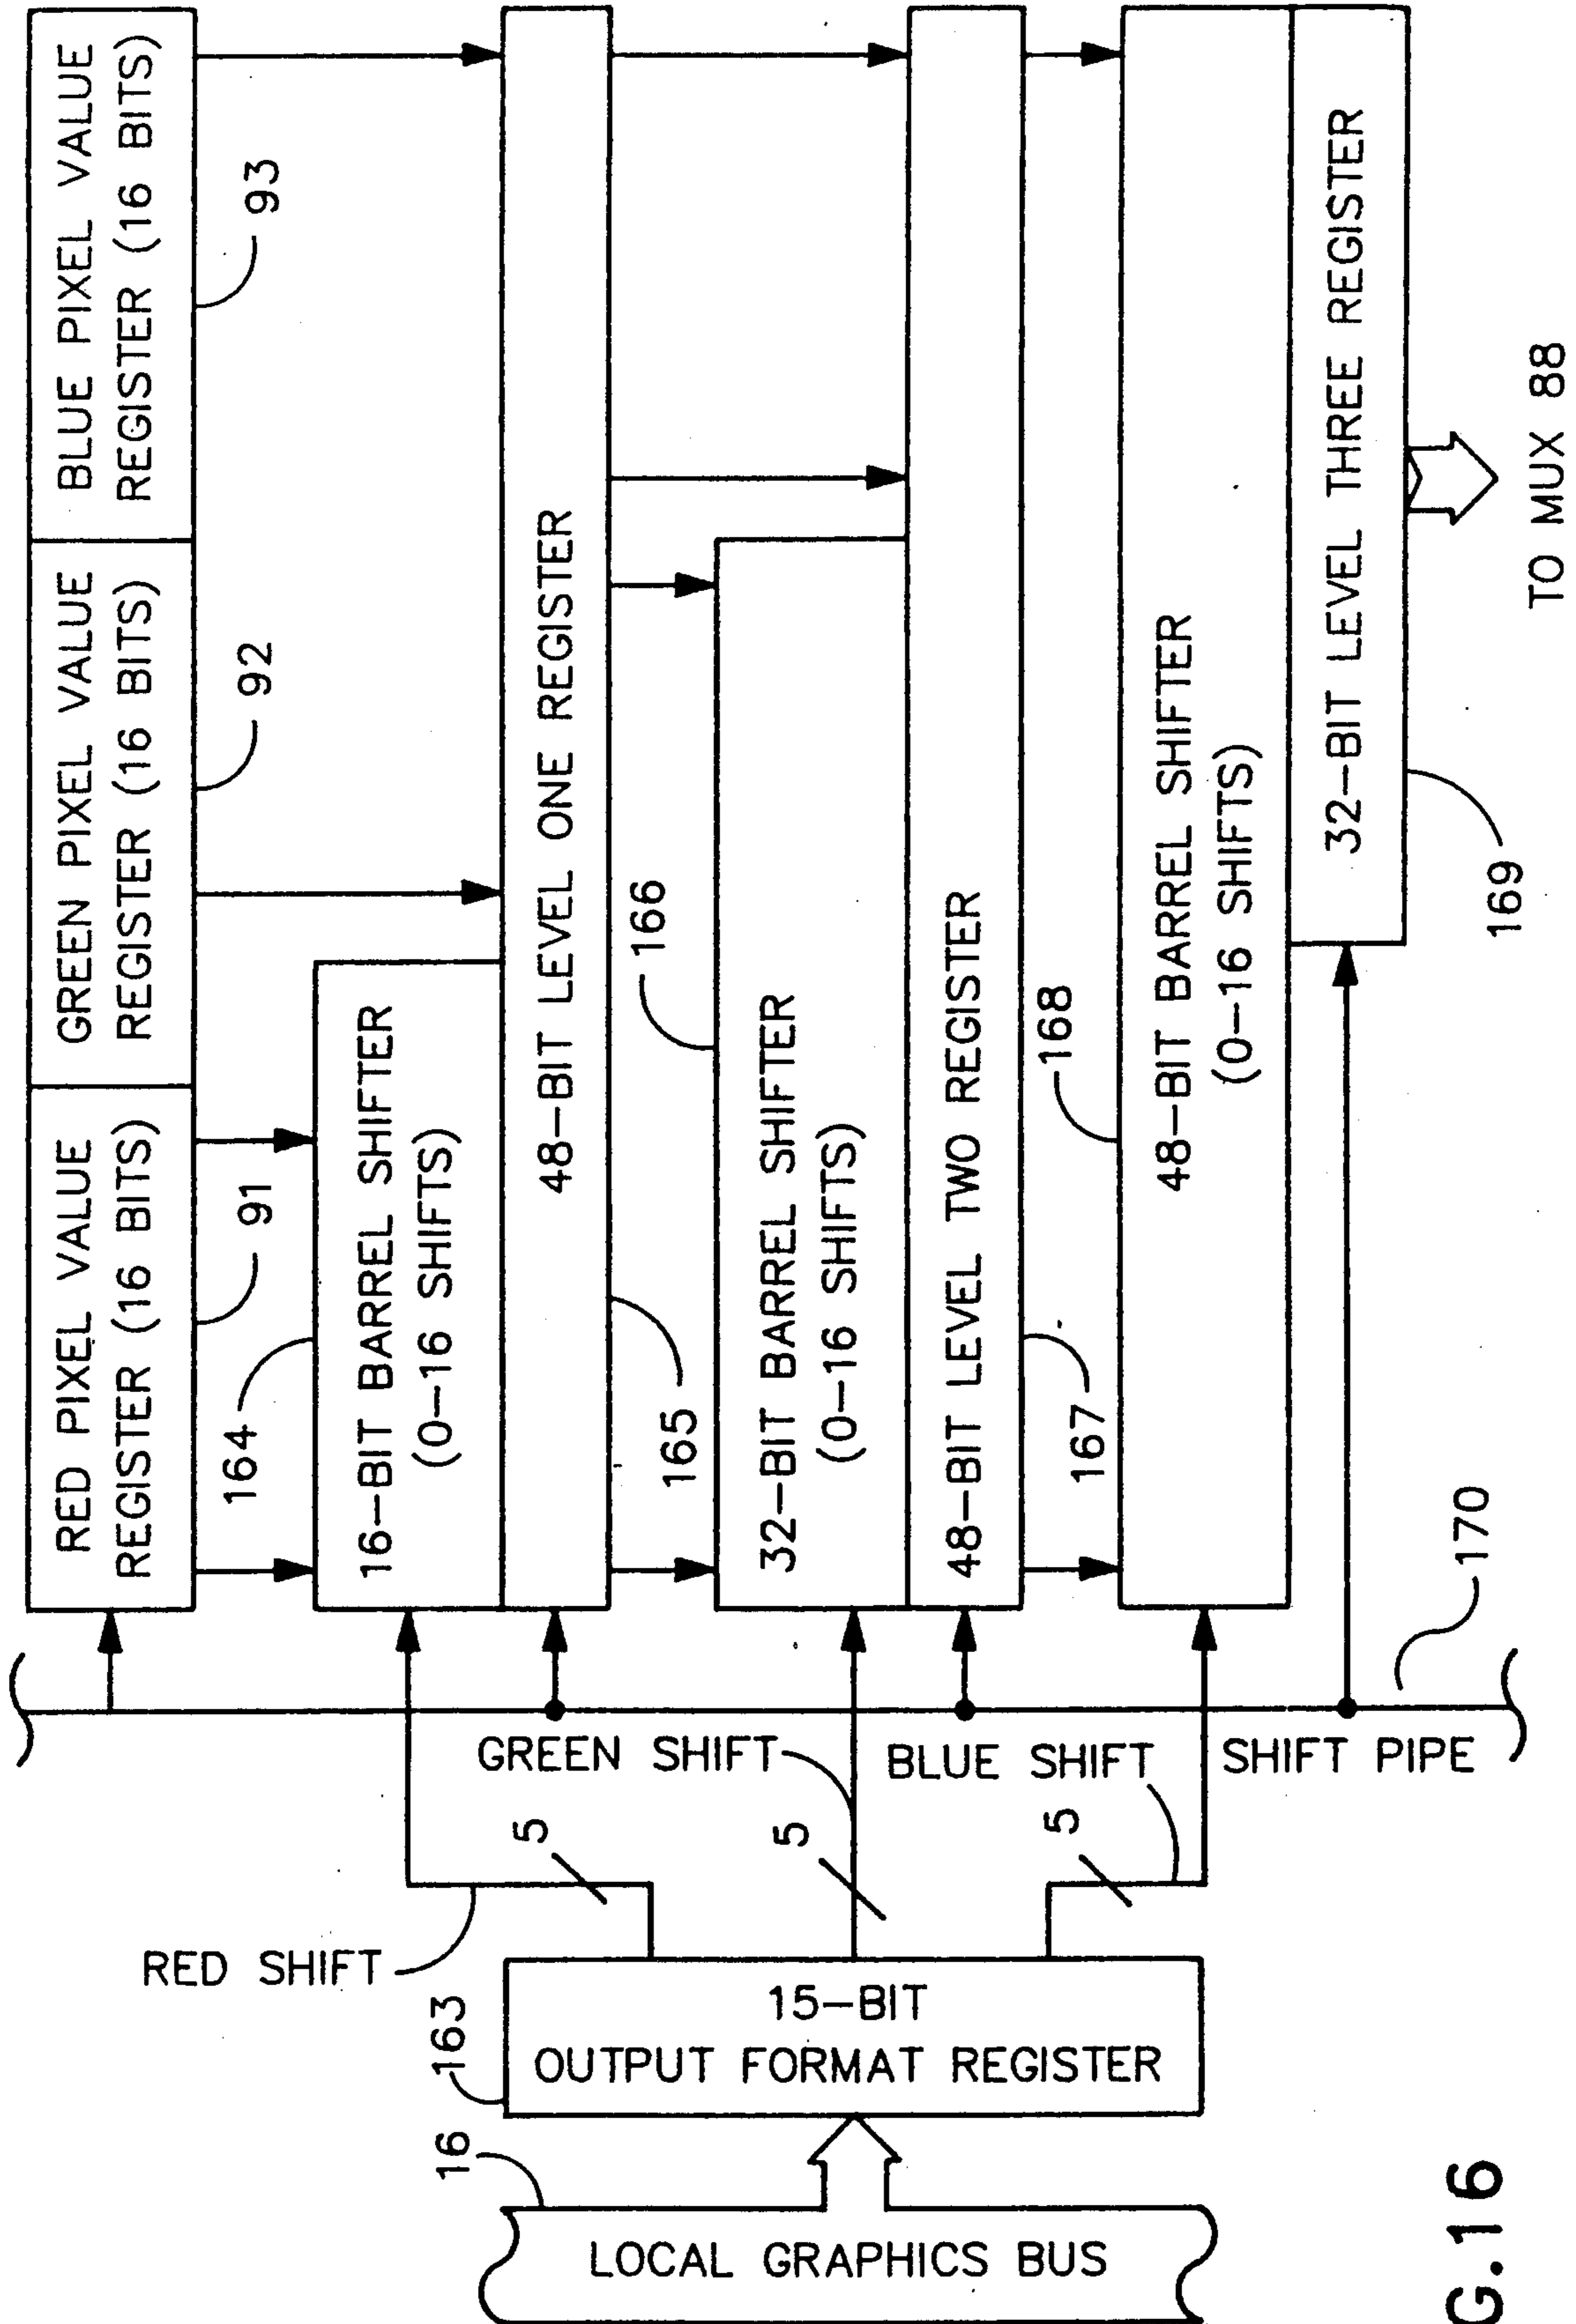 RED PIXEL VALUE
REGISTER (16 BITS)
GREEN PIXEL VALUE
REGISTER (16 BITS)
BLUE PIXEL VALUE
REGISTER (16 BITS)
91
92
93
164
16-BIT BARREL SHIFTER
(0-16 SHIFTS)
48-BIT LEVEL ONE REGISTER
165
166
32-BIT BARREL SHIFTER
(0-16 SHIFTS)
48-BIT LEVEL TWO REGISTER
167
168
48-BIT BARREL SHIFTER
(0-16 SHIFTS)
32-BIT LEVEL THREE REGISTER
169
TO MUX 88
170
GREEN SHIFT
BLUE SHIFT
SHIFT PIPE
5
5
5
RED SHIFT
163
15-BIT
OUTPUT FORMAT REGISTER
16
LOCAL GRAPHICS BUS
G.16